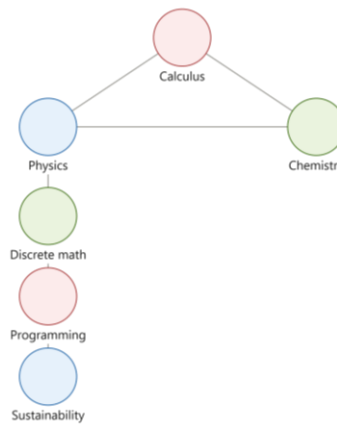 Calculus
Physics
Chemistr
Discrete math
Programming
Sustainability